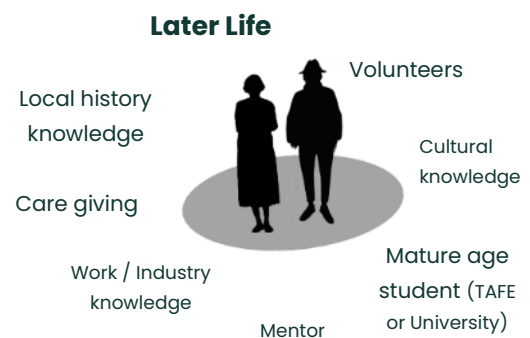 Later Life
Volunteers
Local history
knowledge
Cultural
knowledge
Care giving
Mature age
student (TAFE
or University)
Work / Industry
knowledge
Mentor